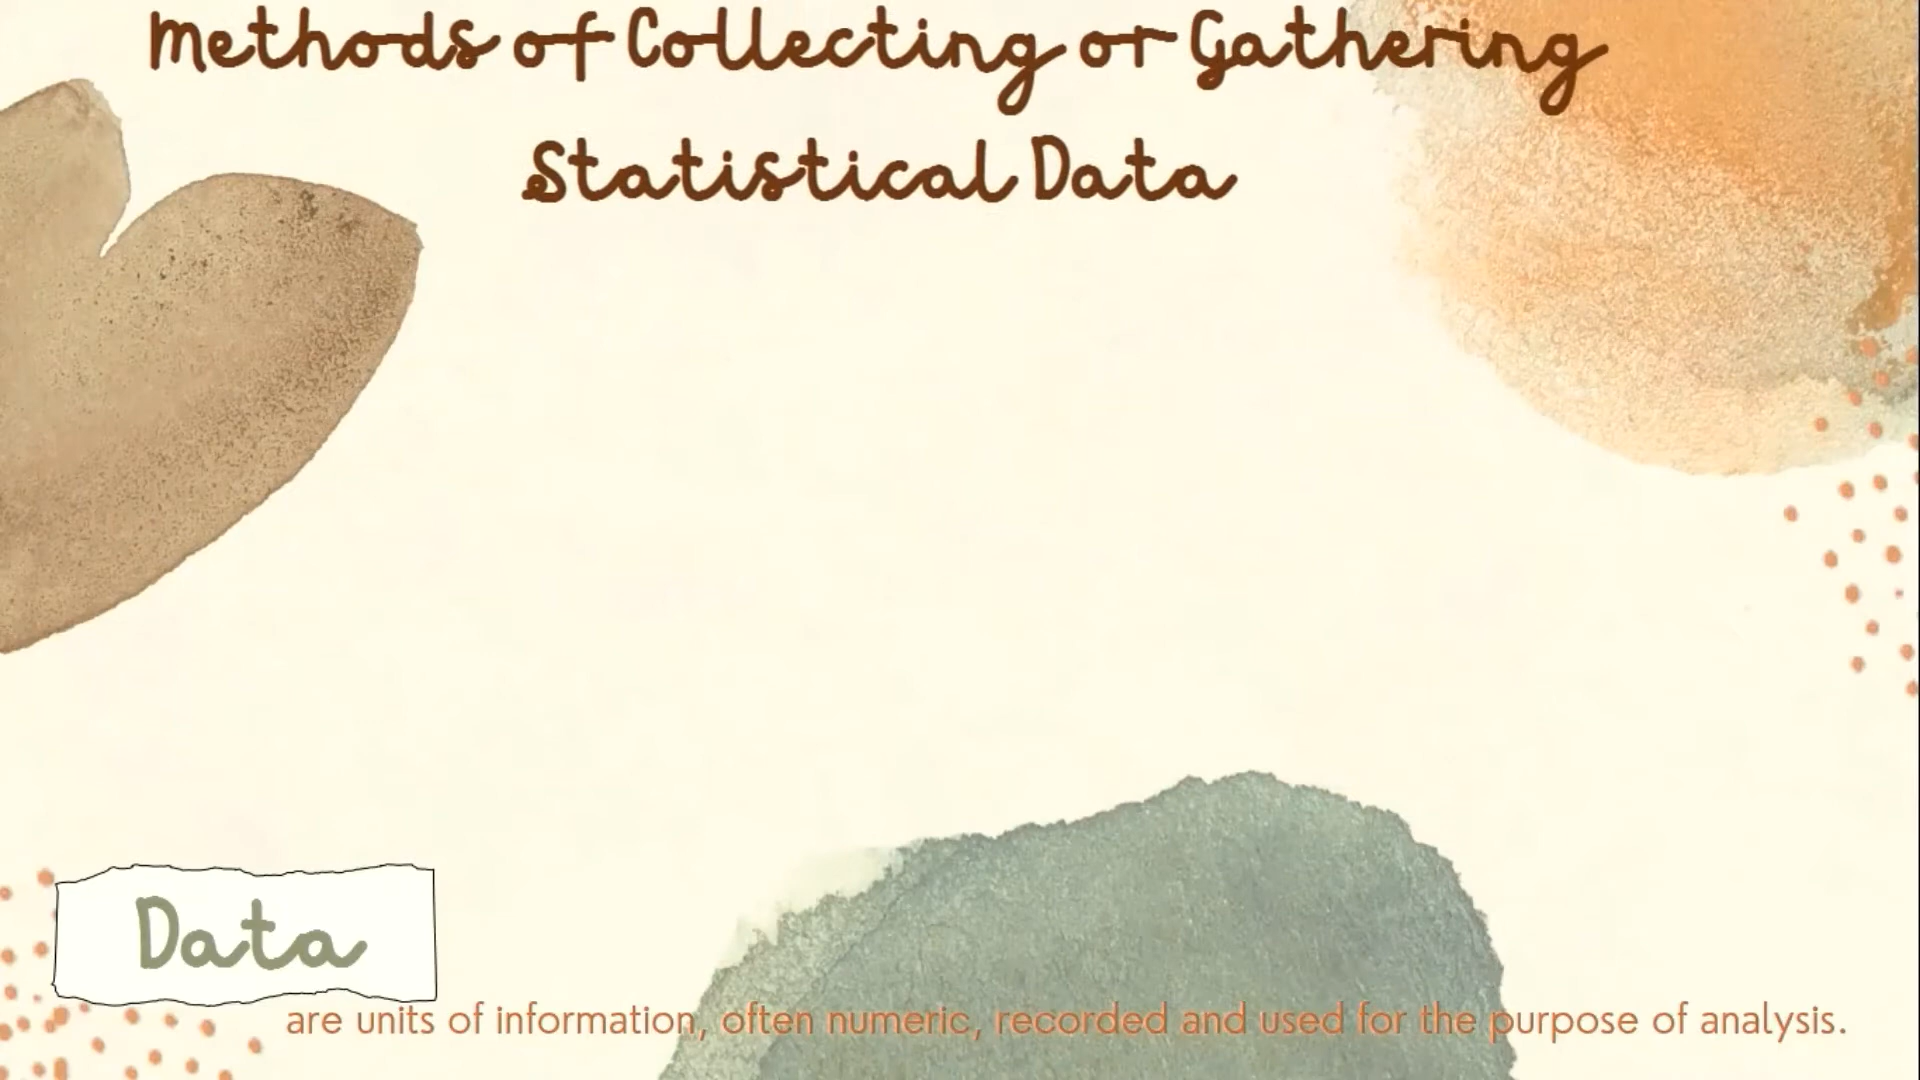 Methods of Collecting or Gathering
Statistical Data
Data
are units of information, often numeric, recorded and used for the purpose of analysis.